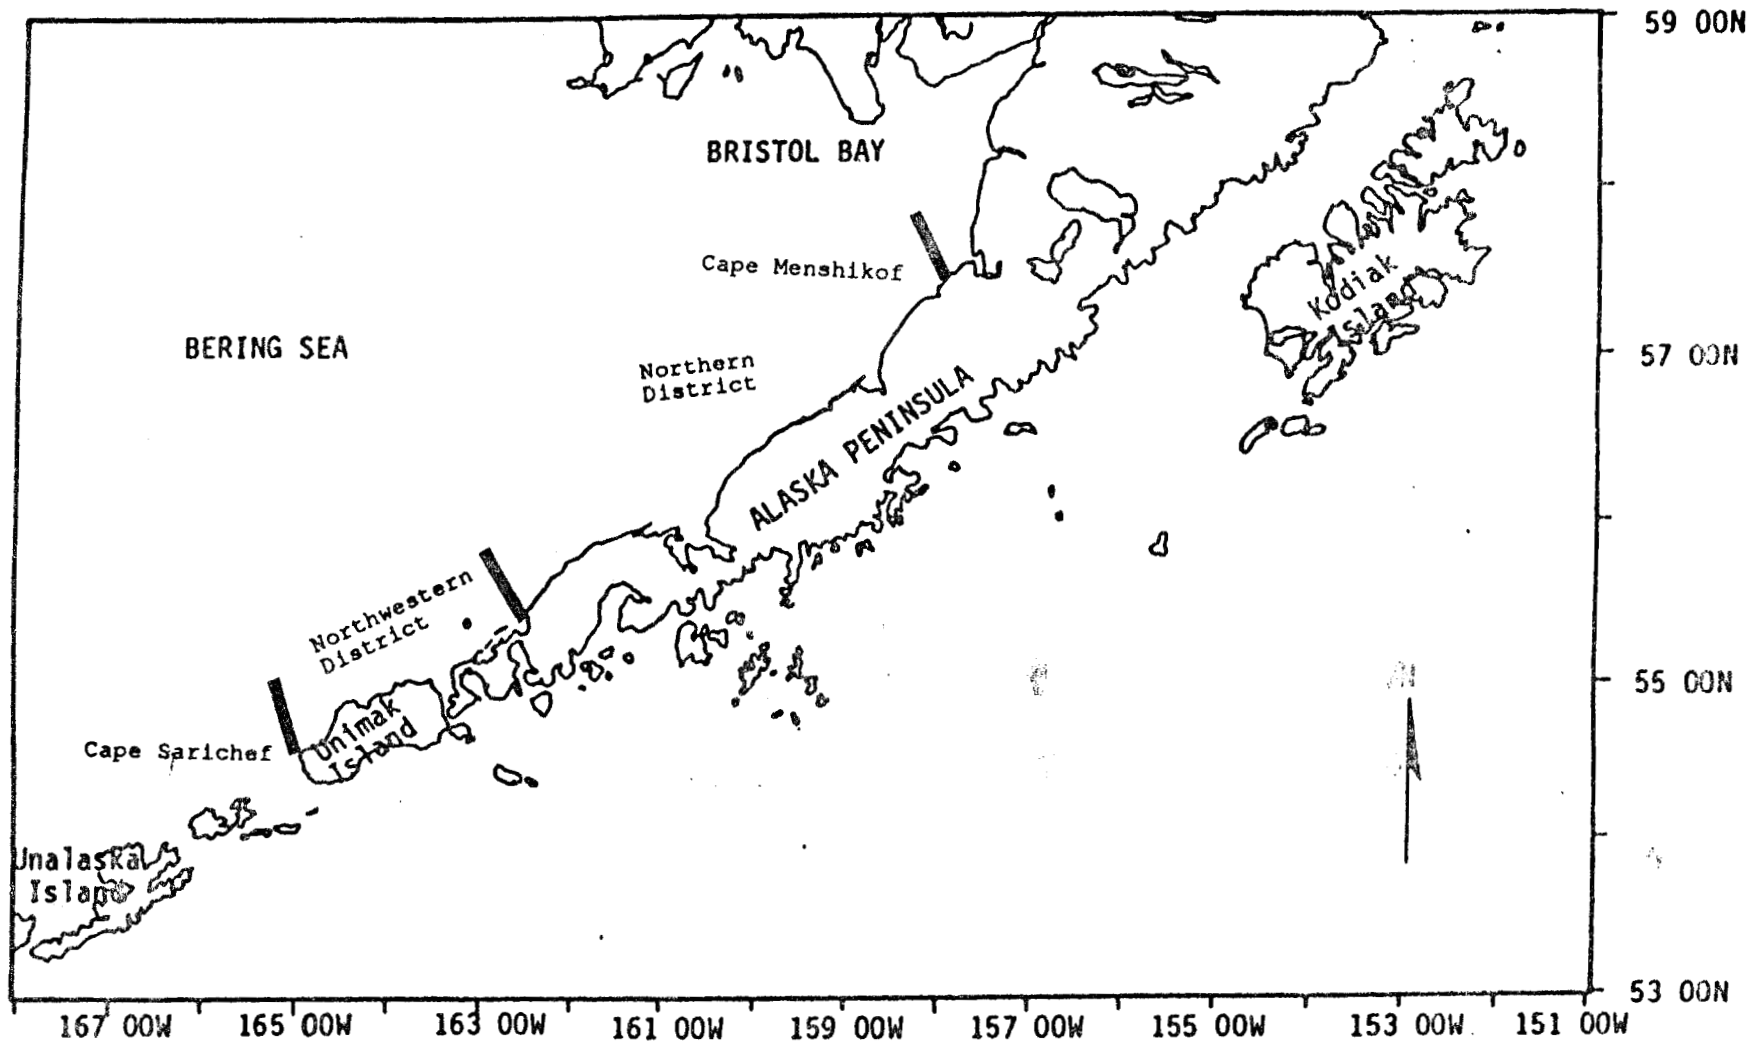 59 00N
BRISTOL BAY
Cape Menshikof
Kodiak
Island
BERING SEA
57 00N
Northern
District
ALASKA PENINSULA
Northwestern
District
55 00N
N
Unimak
Island
Cape Sarichef
Unalaska
Island
53 00N
167 00W 165 00W 163 00W 161 00W 159 00W 157 00W 155 00W 153 00W 151 00W